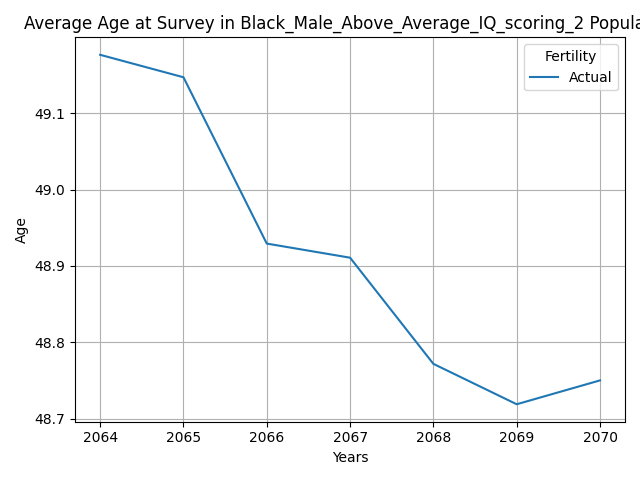 Average Age at Survey in Black_Male_Above_Average_IQ_scoring_2 Popula
Fertility
Actual
49.1
49.0
48.9
48.8
48.7
Age
2064 2065 2066 2067 2068 2069 2070
Years